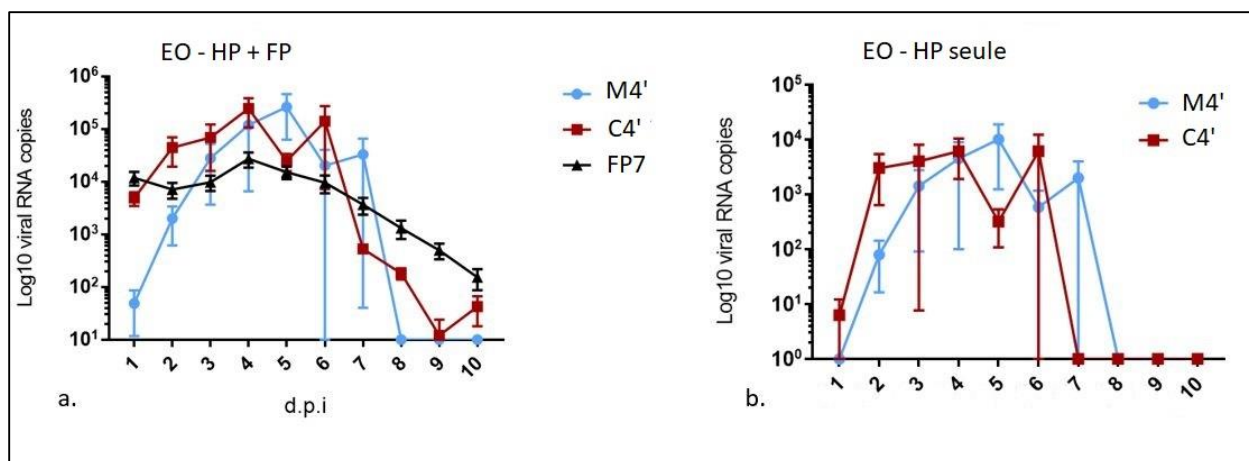 EO - HP + FP
Log10 viral RNA copies
10⁶
10⁵
10⁴
10³
10²
10¹
1 2 3 4 5 6 7 8 9 10
d.p.i
a.
M4'
C4'
FP7
EO - HP seule
Log10 viral RNA copies
10⁵
10⁴
10³
10²
10¹
10⁰
1 2 3 4 5 6 7 8 9 10
b.
M4'
C4'